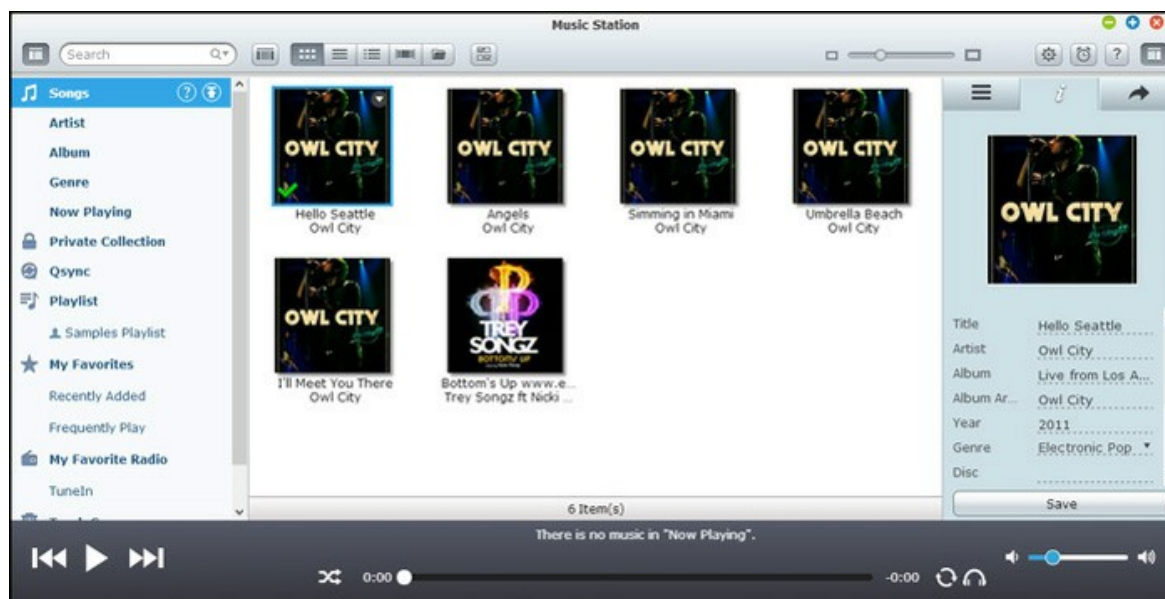 Music Station
Search
?
Songs
?
Artist
Album
Genre
Now Playing
Private Collection
Qsync
Playlist
Samples Playlist
My Favorites
Recently Added
Frequently Play
My Favorite Radio
TuneIn
OWL CITY
Hello Seattle
Owl City
OWL CITY
Angels
Owl City
OWL CITY
Simming in Miami
Owl City
OWL CITY
Umbrella Beach
Owl City
OWL CITY
I'll Meet You There
Owl City
TREY
SONGZ
BOTTOMS UP
Bottom's Up www.e...
Trey Songz ft Nicki ...
6 Item(s)
i
OWL CITY
Title Hello Seattle
Artist Owl City
Album Live from Los A...
Album Ar... Owl City
Year 2011
Genre Electronic Pop
Disc
Save
There is no music in "Now Playing".
0:00
-0:00